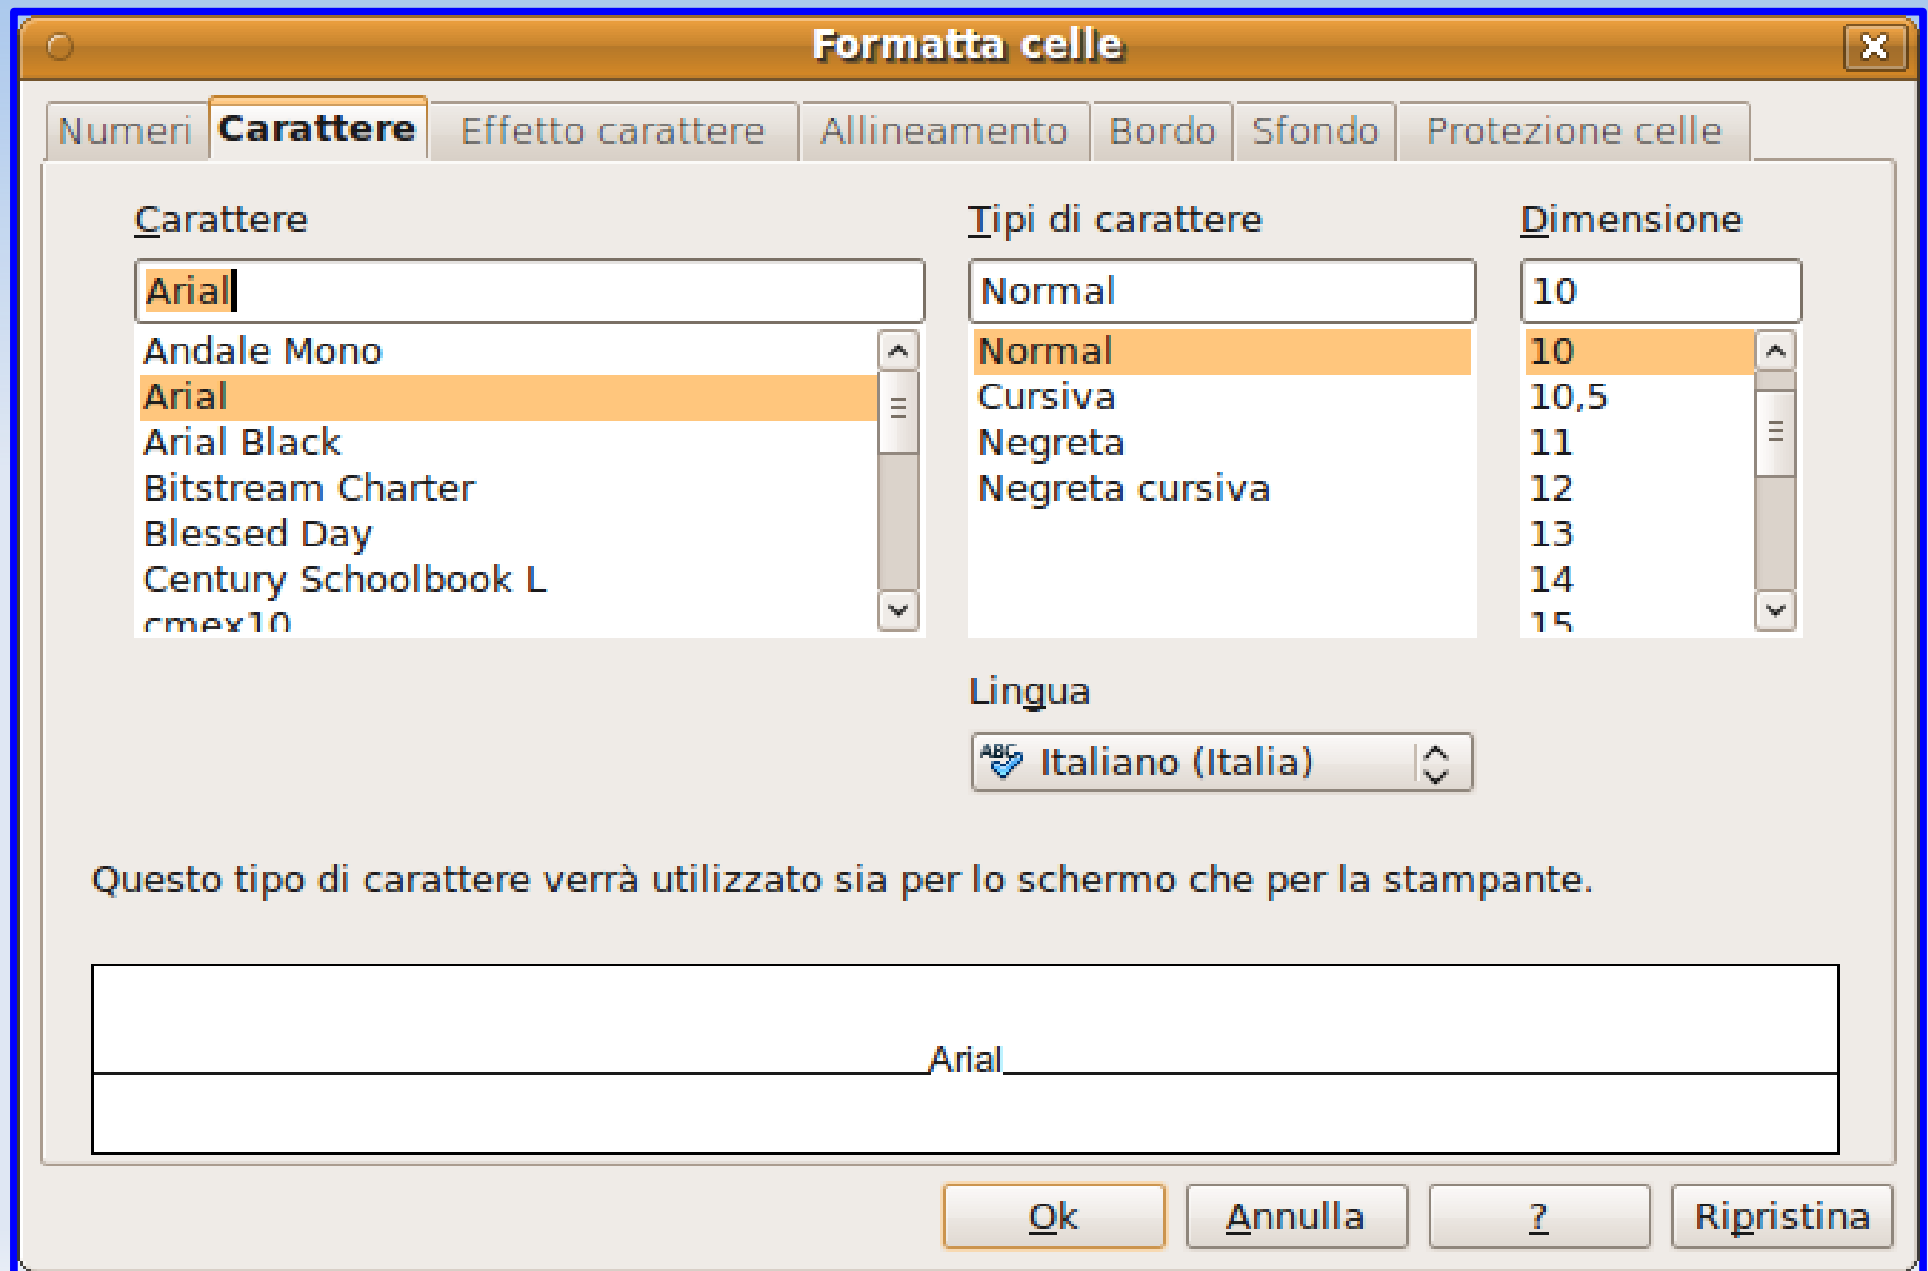 Formatta celle
Numeri Carattere Effetto carattere Allineamento Bordo Sfondo Protezione celle
Carattere Tipi di carattere Dimensione
Arial Normal 10
Andale Mono Normal 10
Arial Cursiva 10,5
Arial Black Negreta 11
Bitstream Charter Negreta cursiva 12
Blessed Day 13
Century Schoolbook L 14
cmex10 15
Lingua
ABC Italiano (Italia)
Questo tipo di carattere verrà utilizzato sia per lo schermo che per la stampante.
Arial
Ok Annulla ? Ripristina